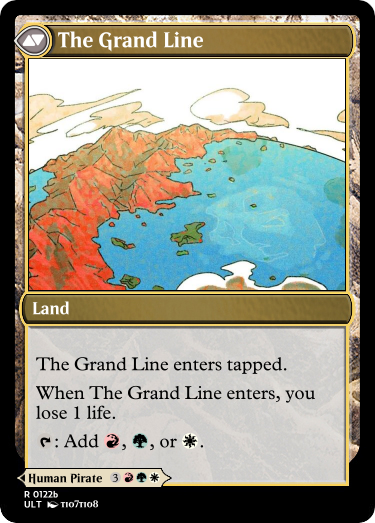 The Grand Line
Land
The Grand Line enters tapped.
When The Grand Line enters, you
lose 1 life.
: Add , , or .
Human Pirate 3
R 0122b
ULT TIO7TIO8